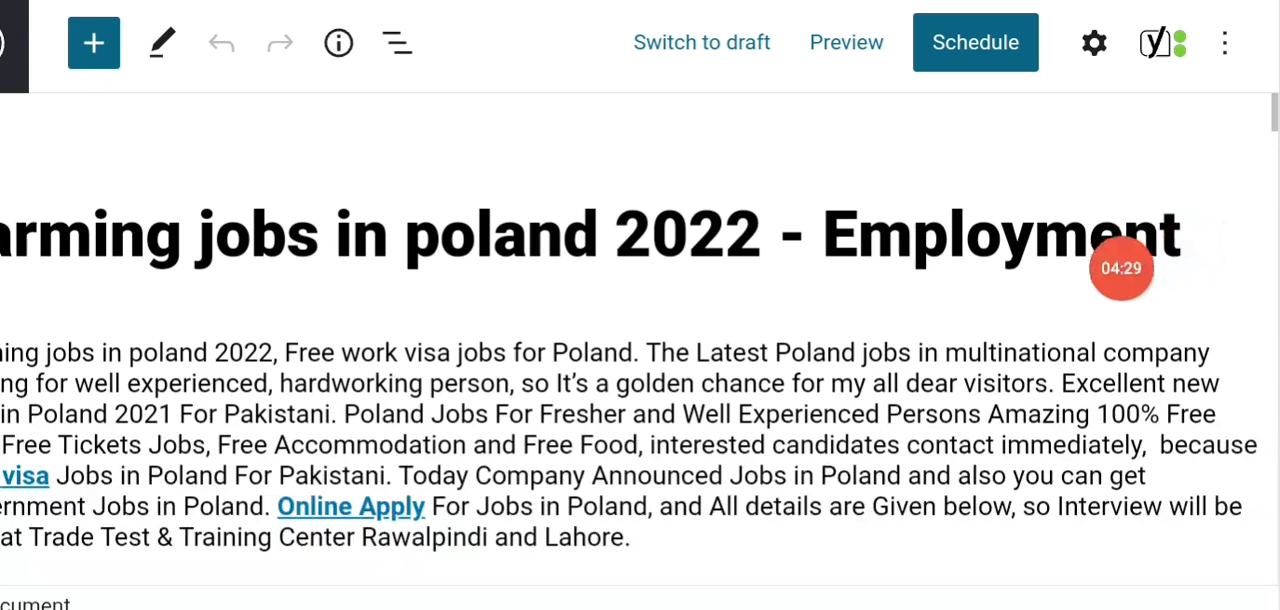 Switch to draft Preview Schedule
arming jobs in poland 2022 - Employment
04:29
ing jobs in poland 2022, Free work visa jobs for Poland. The Latest Poland jobs in multinational company
ng for well experienced, hardworking person, so It’s a golden chance for my all dear visitors. Excellent new
in Poland 2021 For Pakistani. Poland Jobs For Fresher and Well Experienced Persons Amazing 100% Free
Free Tickets Jobs, Free Accommodation and Free Food, interested candidates contact immediately, because
visa Jobs in Poland For Pakistani. Today Company Announced Jobs in Poland and also you can get
ernment Jobs in Poland. Online Apply For Jobs in Poland, and All details are Given below, so Interview will be
at Trade Test & Training Center Rawalpindi and Lahore.
cument